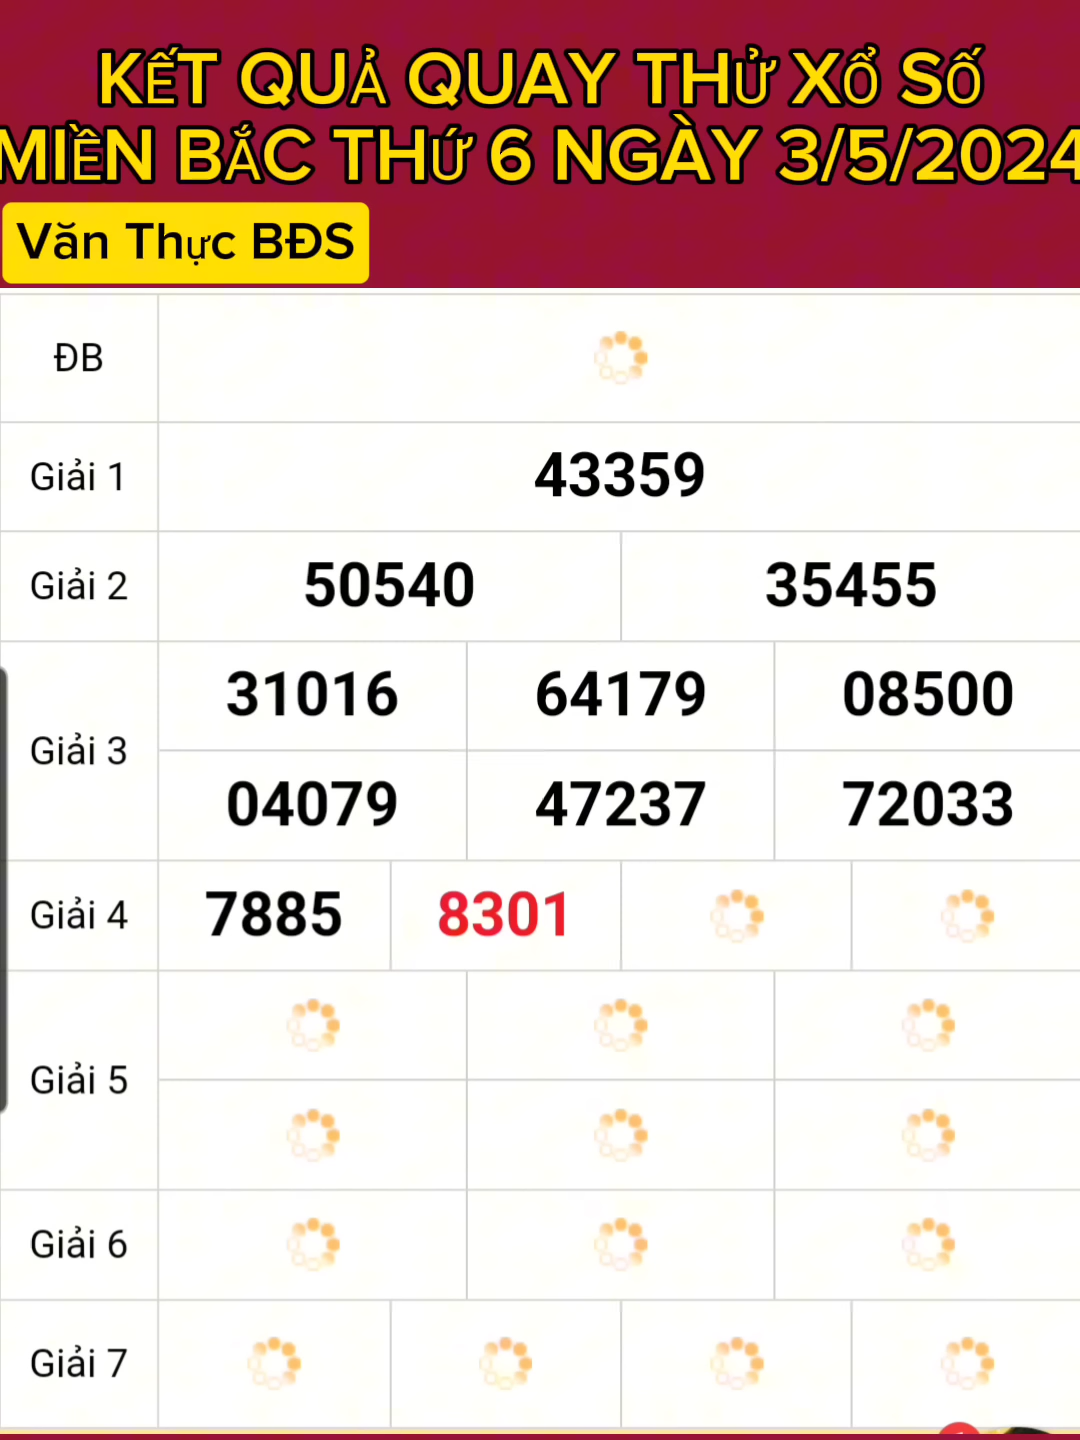 KẾT QUẢ QUAY THỬ XỔ SỐ
MIỀN BẮC THỨ 6 NGÀY 3/5/2024
Văn Thực BĐS
ĐB
Giải 1 43359
Giải 2 50540 35455
Giải 3 31016 64179 08500
04079 47237 72033
Giải 4 7885 8301
Giải 5
Giải 6
Giải 7